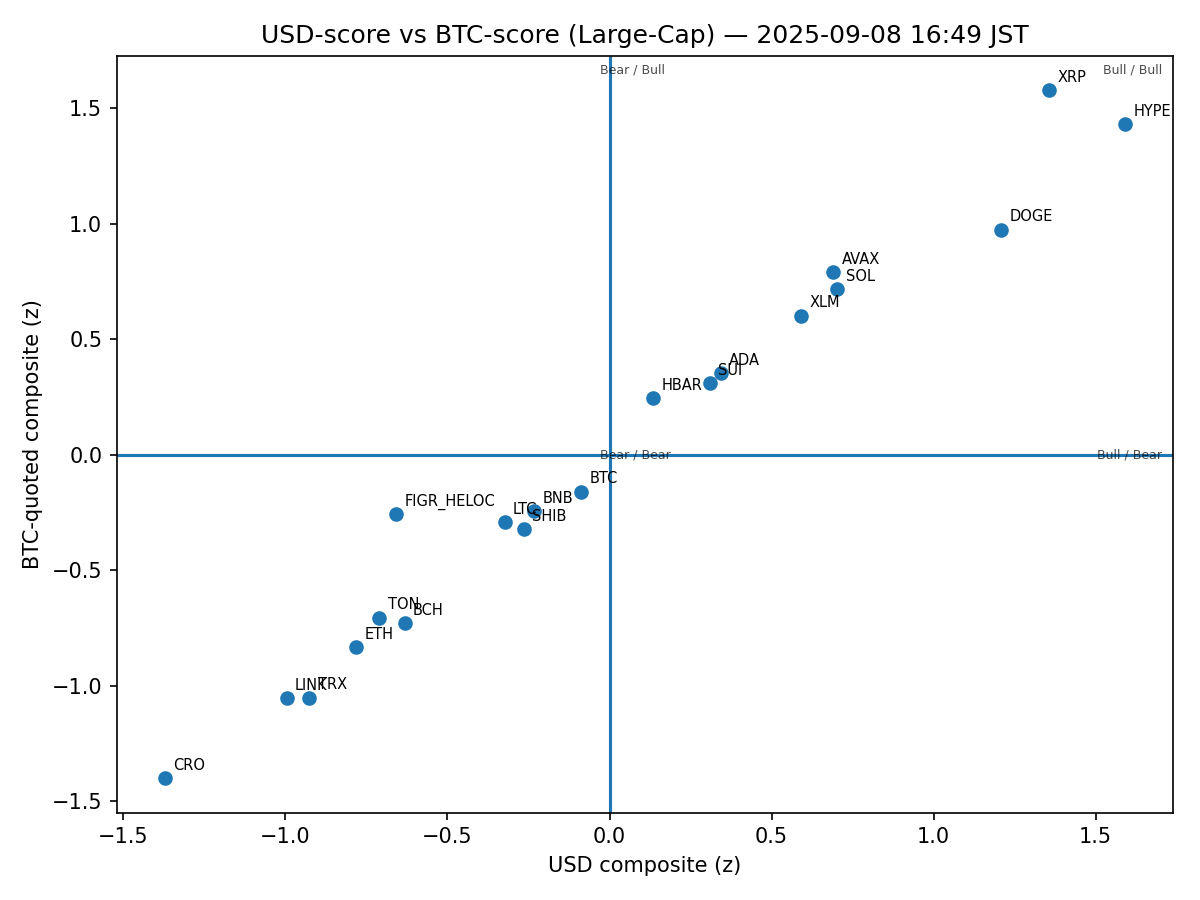 USD-score vs BTC-score (Large-Cap) — 2025-09-08 16:49 JST
Bear / Bull
Bull / Bull
XRP
HYPE
DOGE
AVAX
SOL
XLM
ADA
SUI
HBAR
Bear / Bear
Bull / Bear
BTC
FIGR_HELOC
BNB
LTC
SHIB
TON
BCH
ETH
LINK
TRX
CRO
1.5
1.0
0.5
0.0
−0.5
−1.0
−1.5
BTC-quoted composite (z)
−1.5
−1.0
−0.5
0.0
0.5
1.0
1.5
USD composite (z)